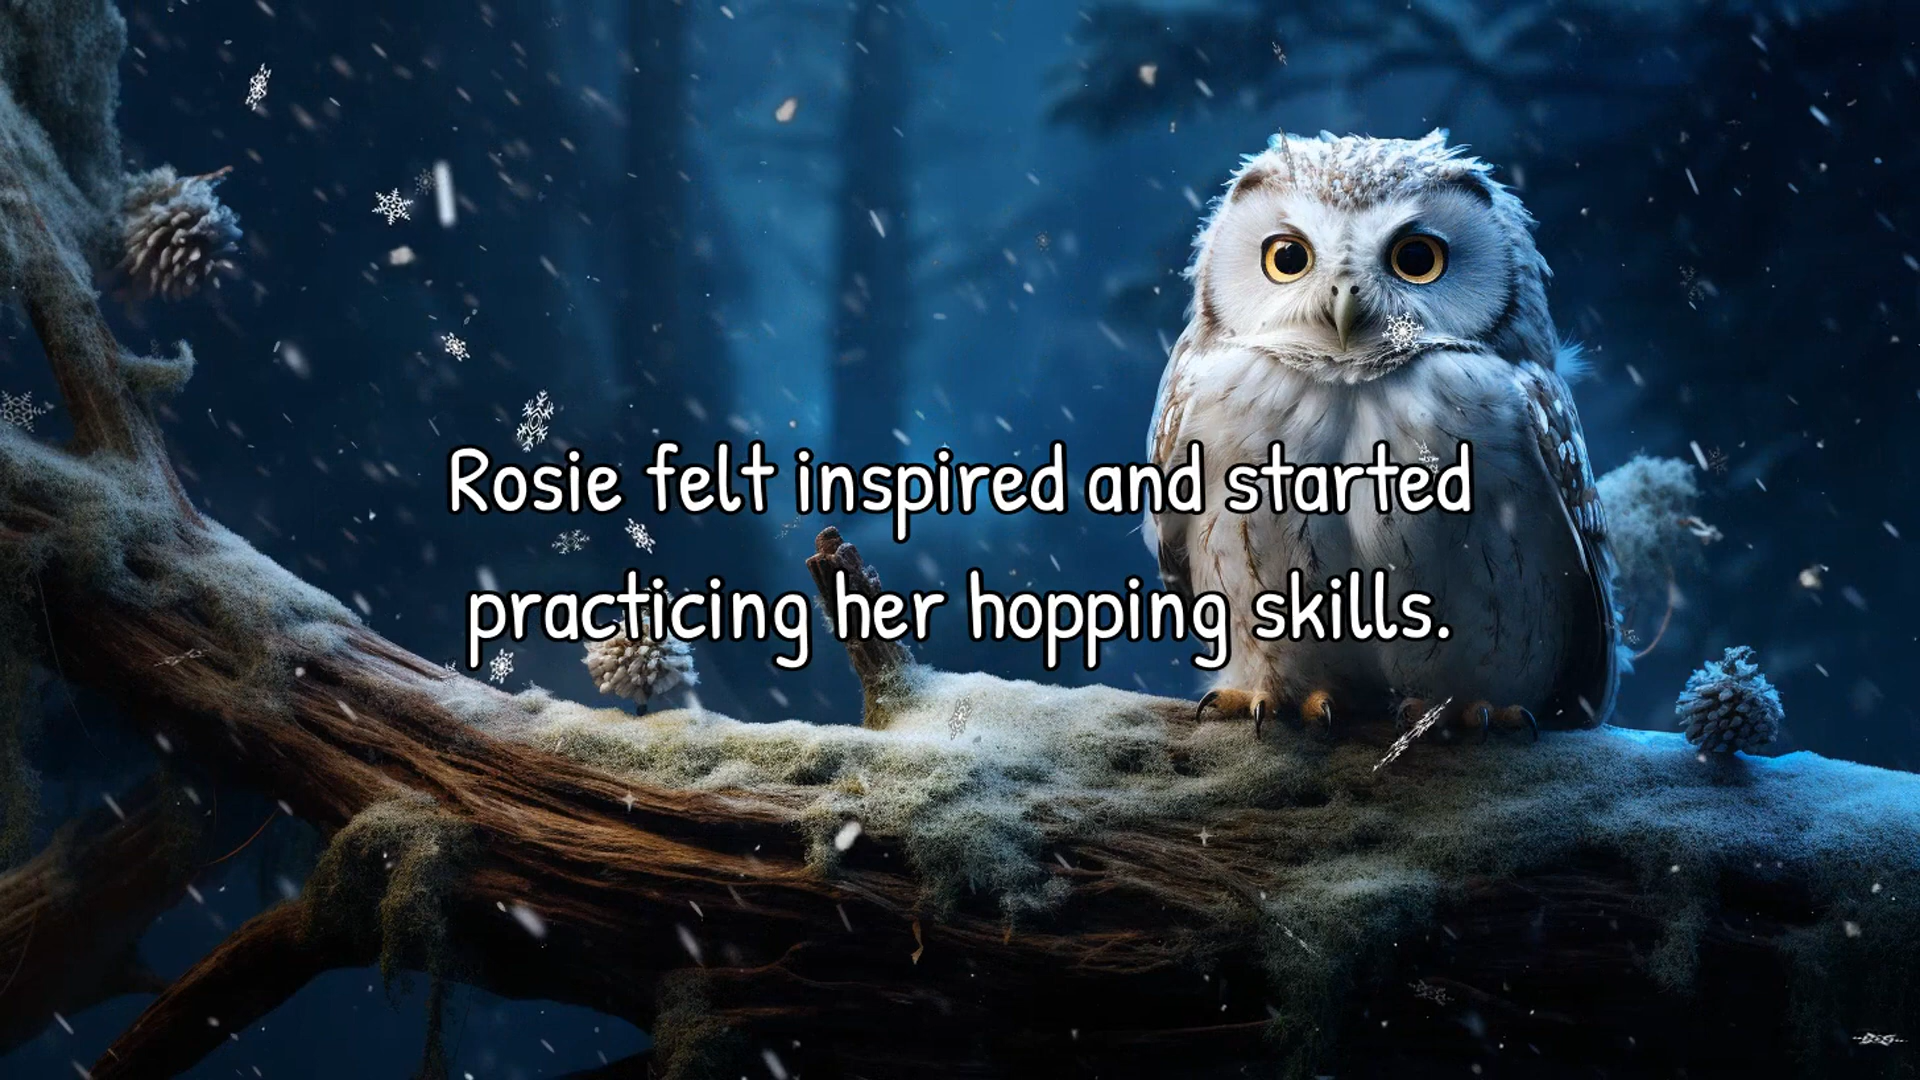 Rosie felt inspired and started
practicing her hopping skills.